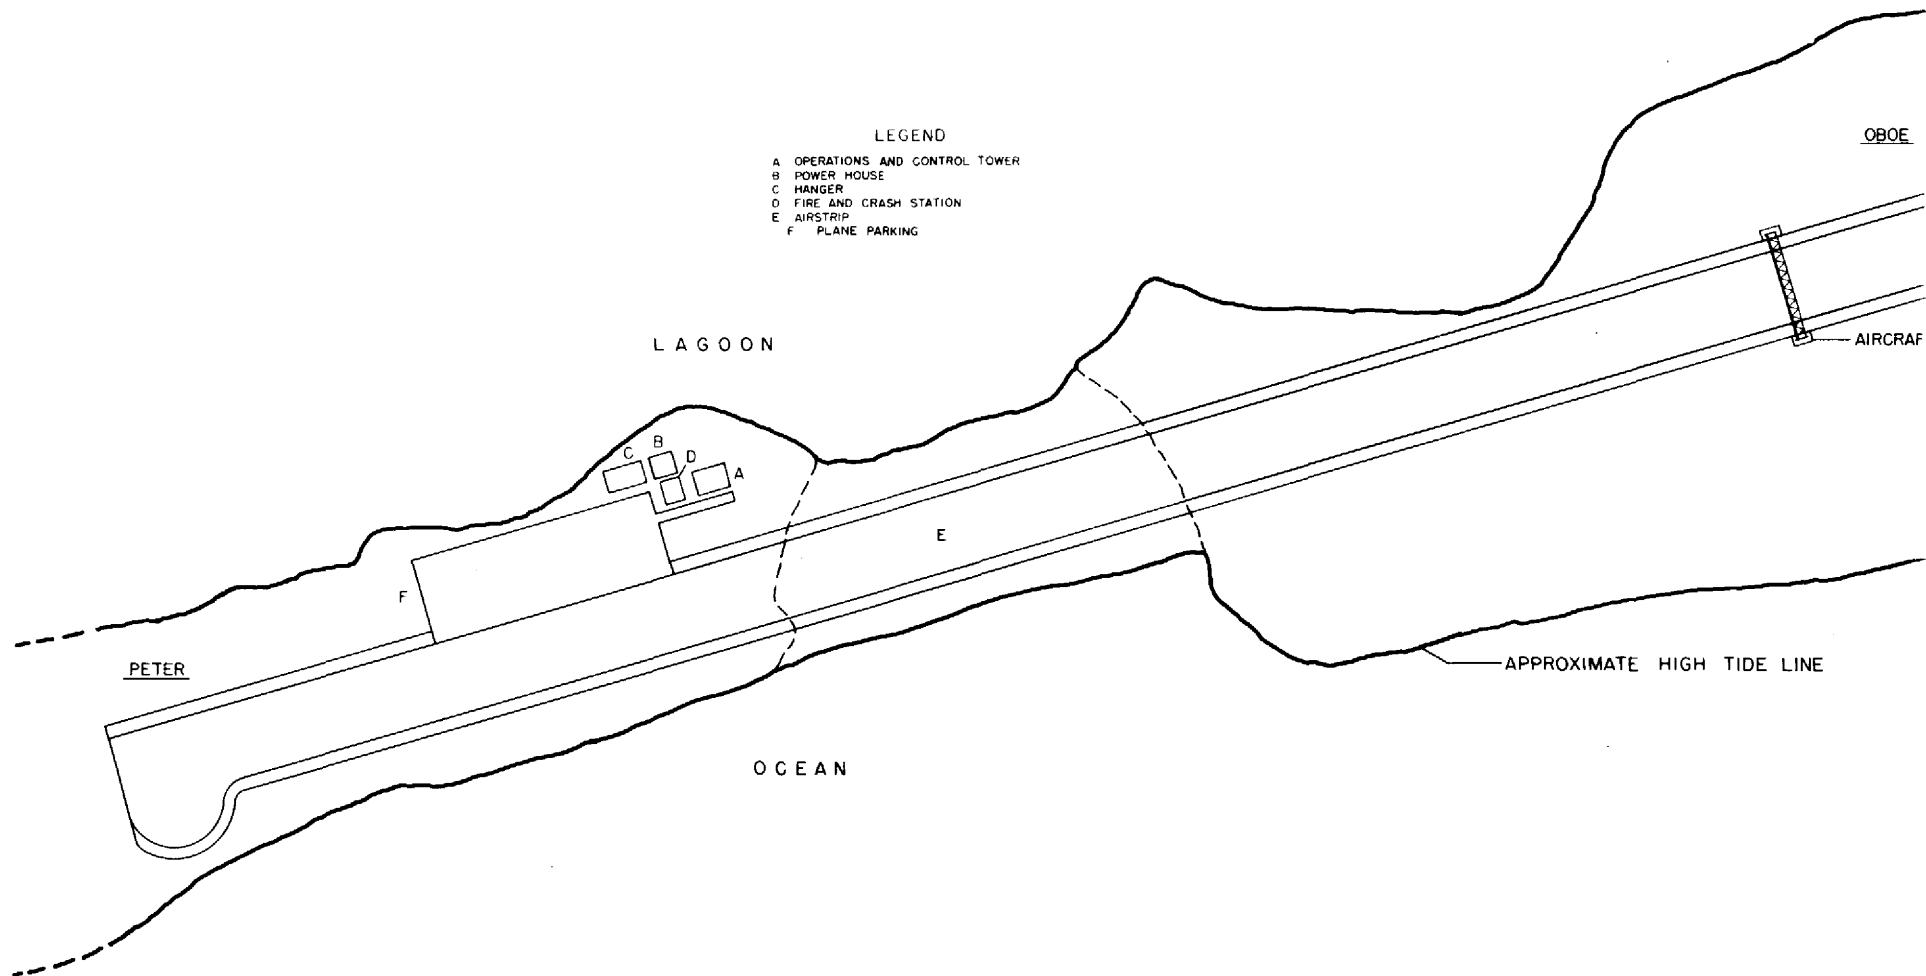 LEGEND
A OPERATIONS AND CONTROL TOWER
B POWER HOUSE
C HANGER
D FIRE AND CRASH STATION
E AIRSTRIP
F PLANE PARKING
OBOE
AIRCRAF
LAGOON
B
C
D
A
E
F
PETER
APPROXIMATE HIGH TIDE LINE
OCEAN